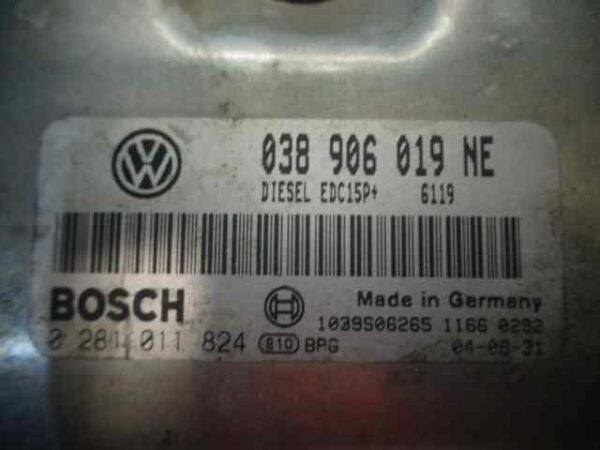 038 906 019 NE
DIESEL EDC15P+ 6119
BOSCH
Made in Germany
1039S06265 1166 0292
0 281 011 824 810 BPG 04-08-31